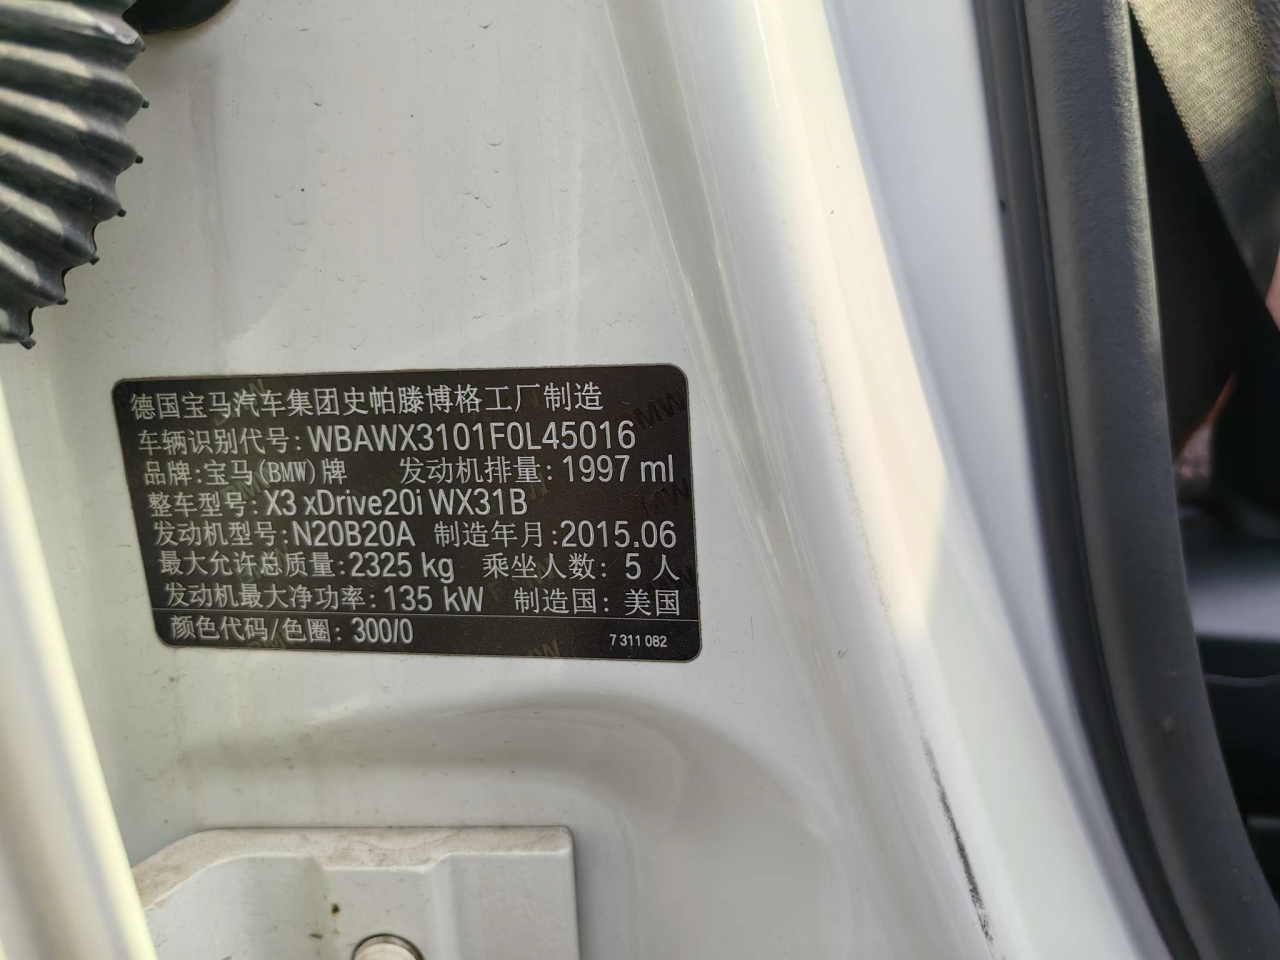 德国宝马汽车集团史帕滕博格工厂制造
车辆识别代号: WBAWX3101F0L45016
品牌:宝马(BMW)牌 发动机排量: 1997 ml
整车型号: X3 xDrive20i WX31B
发动机型号: N20B20A 制造年月:2015.06
最大允许总质量: 2325 kg 乘坐人数: 5 人
发动机最大净功率: 135 kW 制造国: 美国
颜色代码/色圈: 300/0 7 311 082